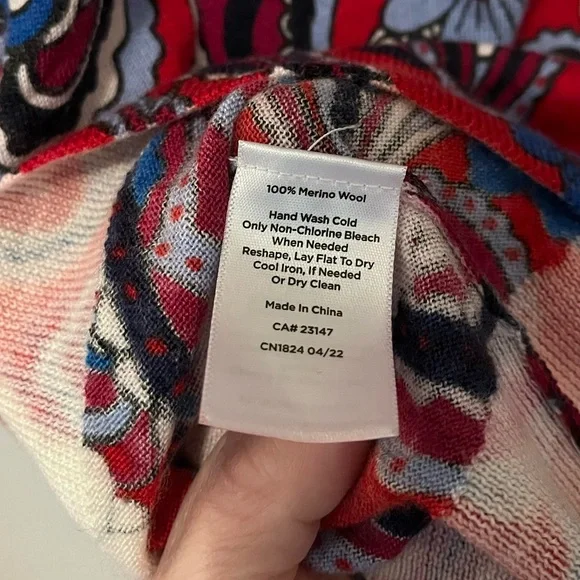 100% Merino Wool
Hand Wash Cold
Only Non-Chlorine Bleach
When Needed
Reshape, Lay Flat To Dry
Cool Iron, If Needed
Or Dry Clean
Made In China
CA# 23147
CN1824 04/22